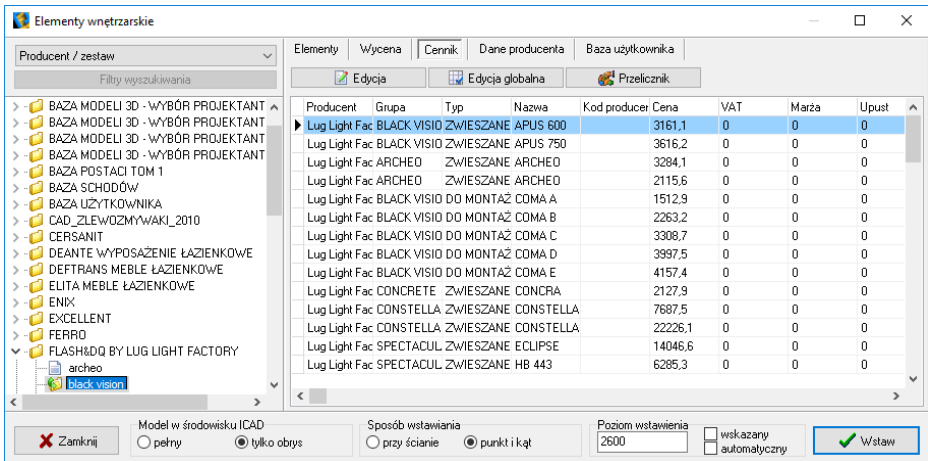 Elementy wnętrzarskie
Producent / zestaw
Filtry wyszukiwania
BAZA MODELI 3D - WYBÓR PROJEKTANT
BAZA MODELI 3D - WYBÓR PROJEKTANT
BAZA MODELI 3D - WYBÓR PROJEKTANT
BAZA MODELI 3D - WYBÓR PROJEKTANT
BAZA POSTACI TOM 1
BAZA SCHODÓW
BAZA UŻYTKOWNIKA
CAD_ZLEWOZMYWAKI_2010
CERSANIT
DEANTE WYPOSAŻENIE ŁAZIENKOWE
DEFTRANS MEBLE ŁAZIENKOWE
ELITA MEBLE ŁAZIENKOWE
ENIX
EXCELLENT
FERRO
FLASH&DQ BY LUG LIGHT FACTORY
archeo
black vision
Elementy Wycena Cennik Dane producenta Baza użytkownika
Edycja Edycja globalna Przelicznik
Producent Grupa Typ Nazwa Kod producer Cena VAT Marża Upust
Lug Light Fac BLACK VISIO ZWIESZANE APUS 600 3161,1 0 0 0
Lug Light Fac BLACK VISIO ZWIESZANE APUS 750 3616,2 0 0 0
Lug Light Fac ARCHEO ZWIESZANE ARCHEO 3284,1 0 0 0
Lug Light Fac ARCHEO ZWIESZANE ARCHEO 2115,6 0 0 0
Lug Light Fac BLACK VISIO DO MONTAŻ COMA A 1512,9 0 0 0
Lug Light Fac BLACK VISIO DO MONTAŻ COMA B 2263,2 0 0 0
Lug Light Fac BLACK VISIO DO MONTAŻ COMA C 3308,7 0 0 0
Lug Light Fac BLACK VISIO DO MONTAŻ COMA D 3997,5 0 0 0
Lug Light Fac BLACK VISIO DO MONTAŻ COMA E 4157,4 0 0 0
Lug Light Fac CONCRETE ZWIESZANE CONCRA 2127,9 0 0 0
Lug Light Fac CONSTELLA ZWIESZANE CONSTELLA 7687,5 0 0 0
Lug Light Fac CONSTELLA ZWIESZANE CONSTELLA 22226,1 0 0 0
Lug Light Fac SPECTACUL ZWIESZANE ECLIPSE 14046,6 0 0 0
Lug Light Fac SPECTACUL ZWIESZANE HB 443 6285,3 0 0 0
Zamknij
Model w środowisku ICAD
pełny tylko obrys
Sposób wstawiania
przy ścianie punkt i kąt
Poziom wstawienia
2600
wskazany
automatyczny
Wstaw